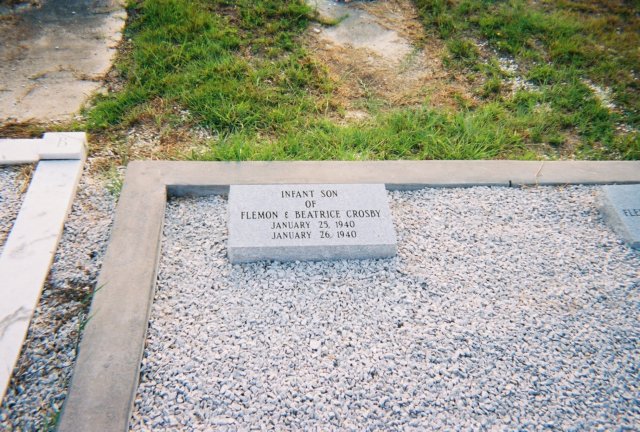 INFANT SON
OF
FLEMON & BEATRICE CROSBY
JANUARY 25, 1940
JANUARY 26, 1940